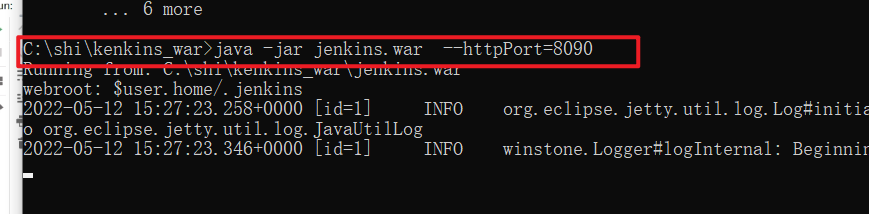 un:
... 6 more
C:\shi\kenkins_war>java -jar jenkins.war  --httpPort=8090
Running from: C:\shi\kenkins_war\jenkins.war
webroot: $user.home/.jenkins
2022-05-12 15:27:23.258+0000 [id=1]     INFO    org.eclipse.jetty.util.log.Log#initia
o org.eclipse.jetty.util.log.JavaUtilLog
2022-05-12 15:27:23.346+0000 [id=1]     INFO    winstone.Logger#logInternal: Beginnin